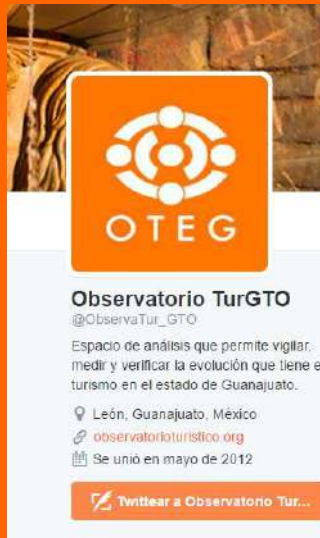 OTEG
Observatorio TurGTO
@ObservaTur_GTO
Espacio de análisis que permite vigilar,
medir y verificar la evolución que tiene e
turismo en el estado de Guanajuato.
León, Guanajuato, México
observatorioturistico.org
Se unió en mayo de 2012
Twittear a Observatorio Tur...